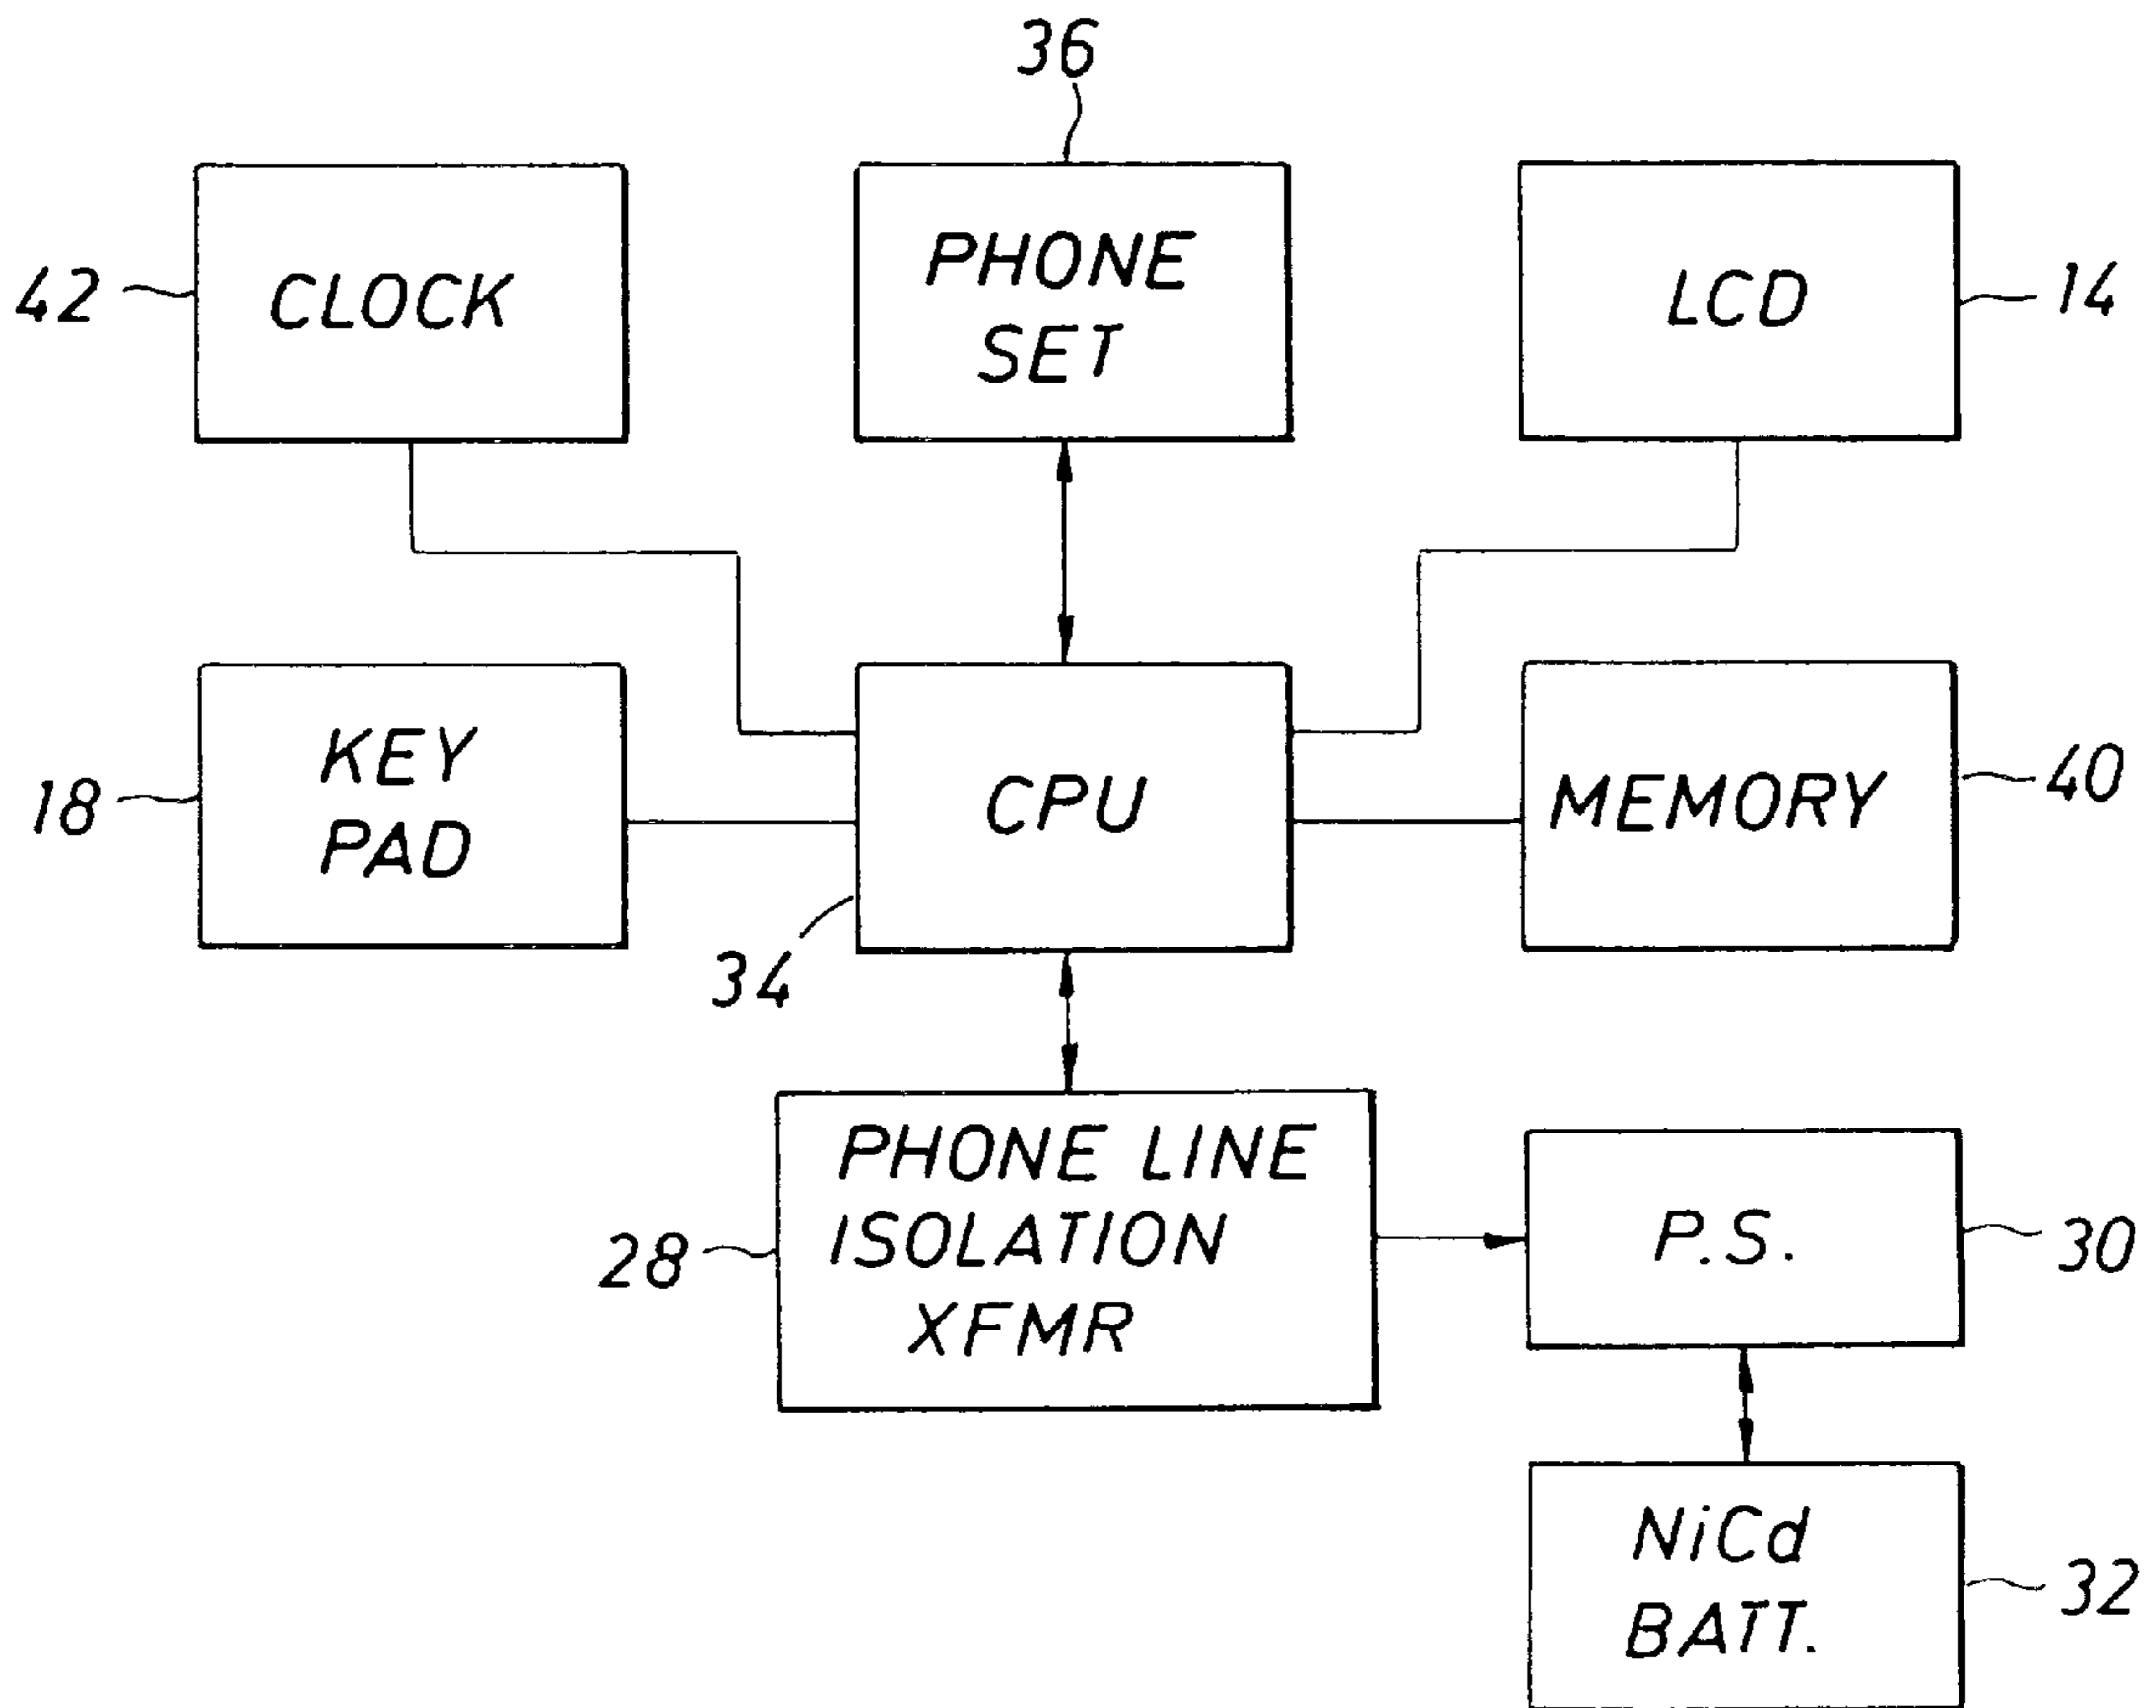 36
42
CLOCK
PHONE
SET
LCD
14
18
KEY
PAD
CPU
34
MEMORY
40
28
PHONE LINE
ISOLATION
XFMR
P.S.
30
NiCd
BATT.
32